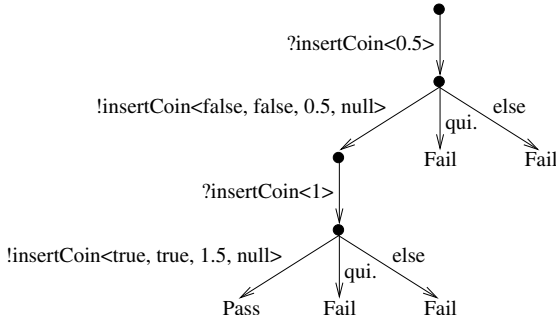 ?insertCoin<0.5>
!insertCoin<false, false, 0.5, null>
else
qui.
Fail
Fail
?insertCoin<1>
!insertCoin<true, true, 1.5, null>
else
qui.
Pass
Fail
Fail